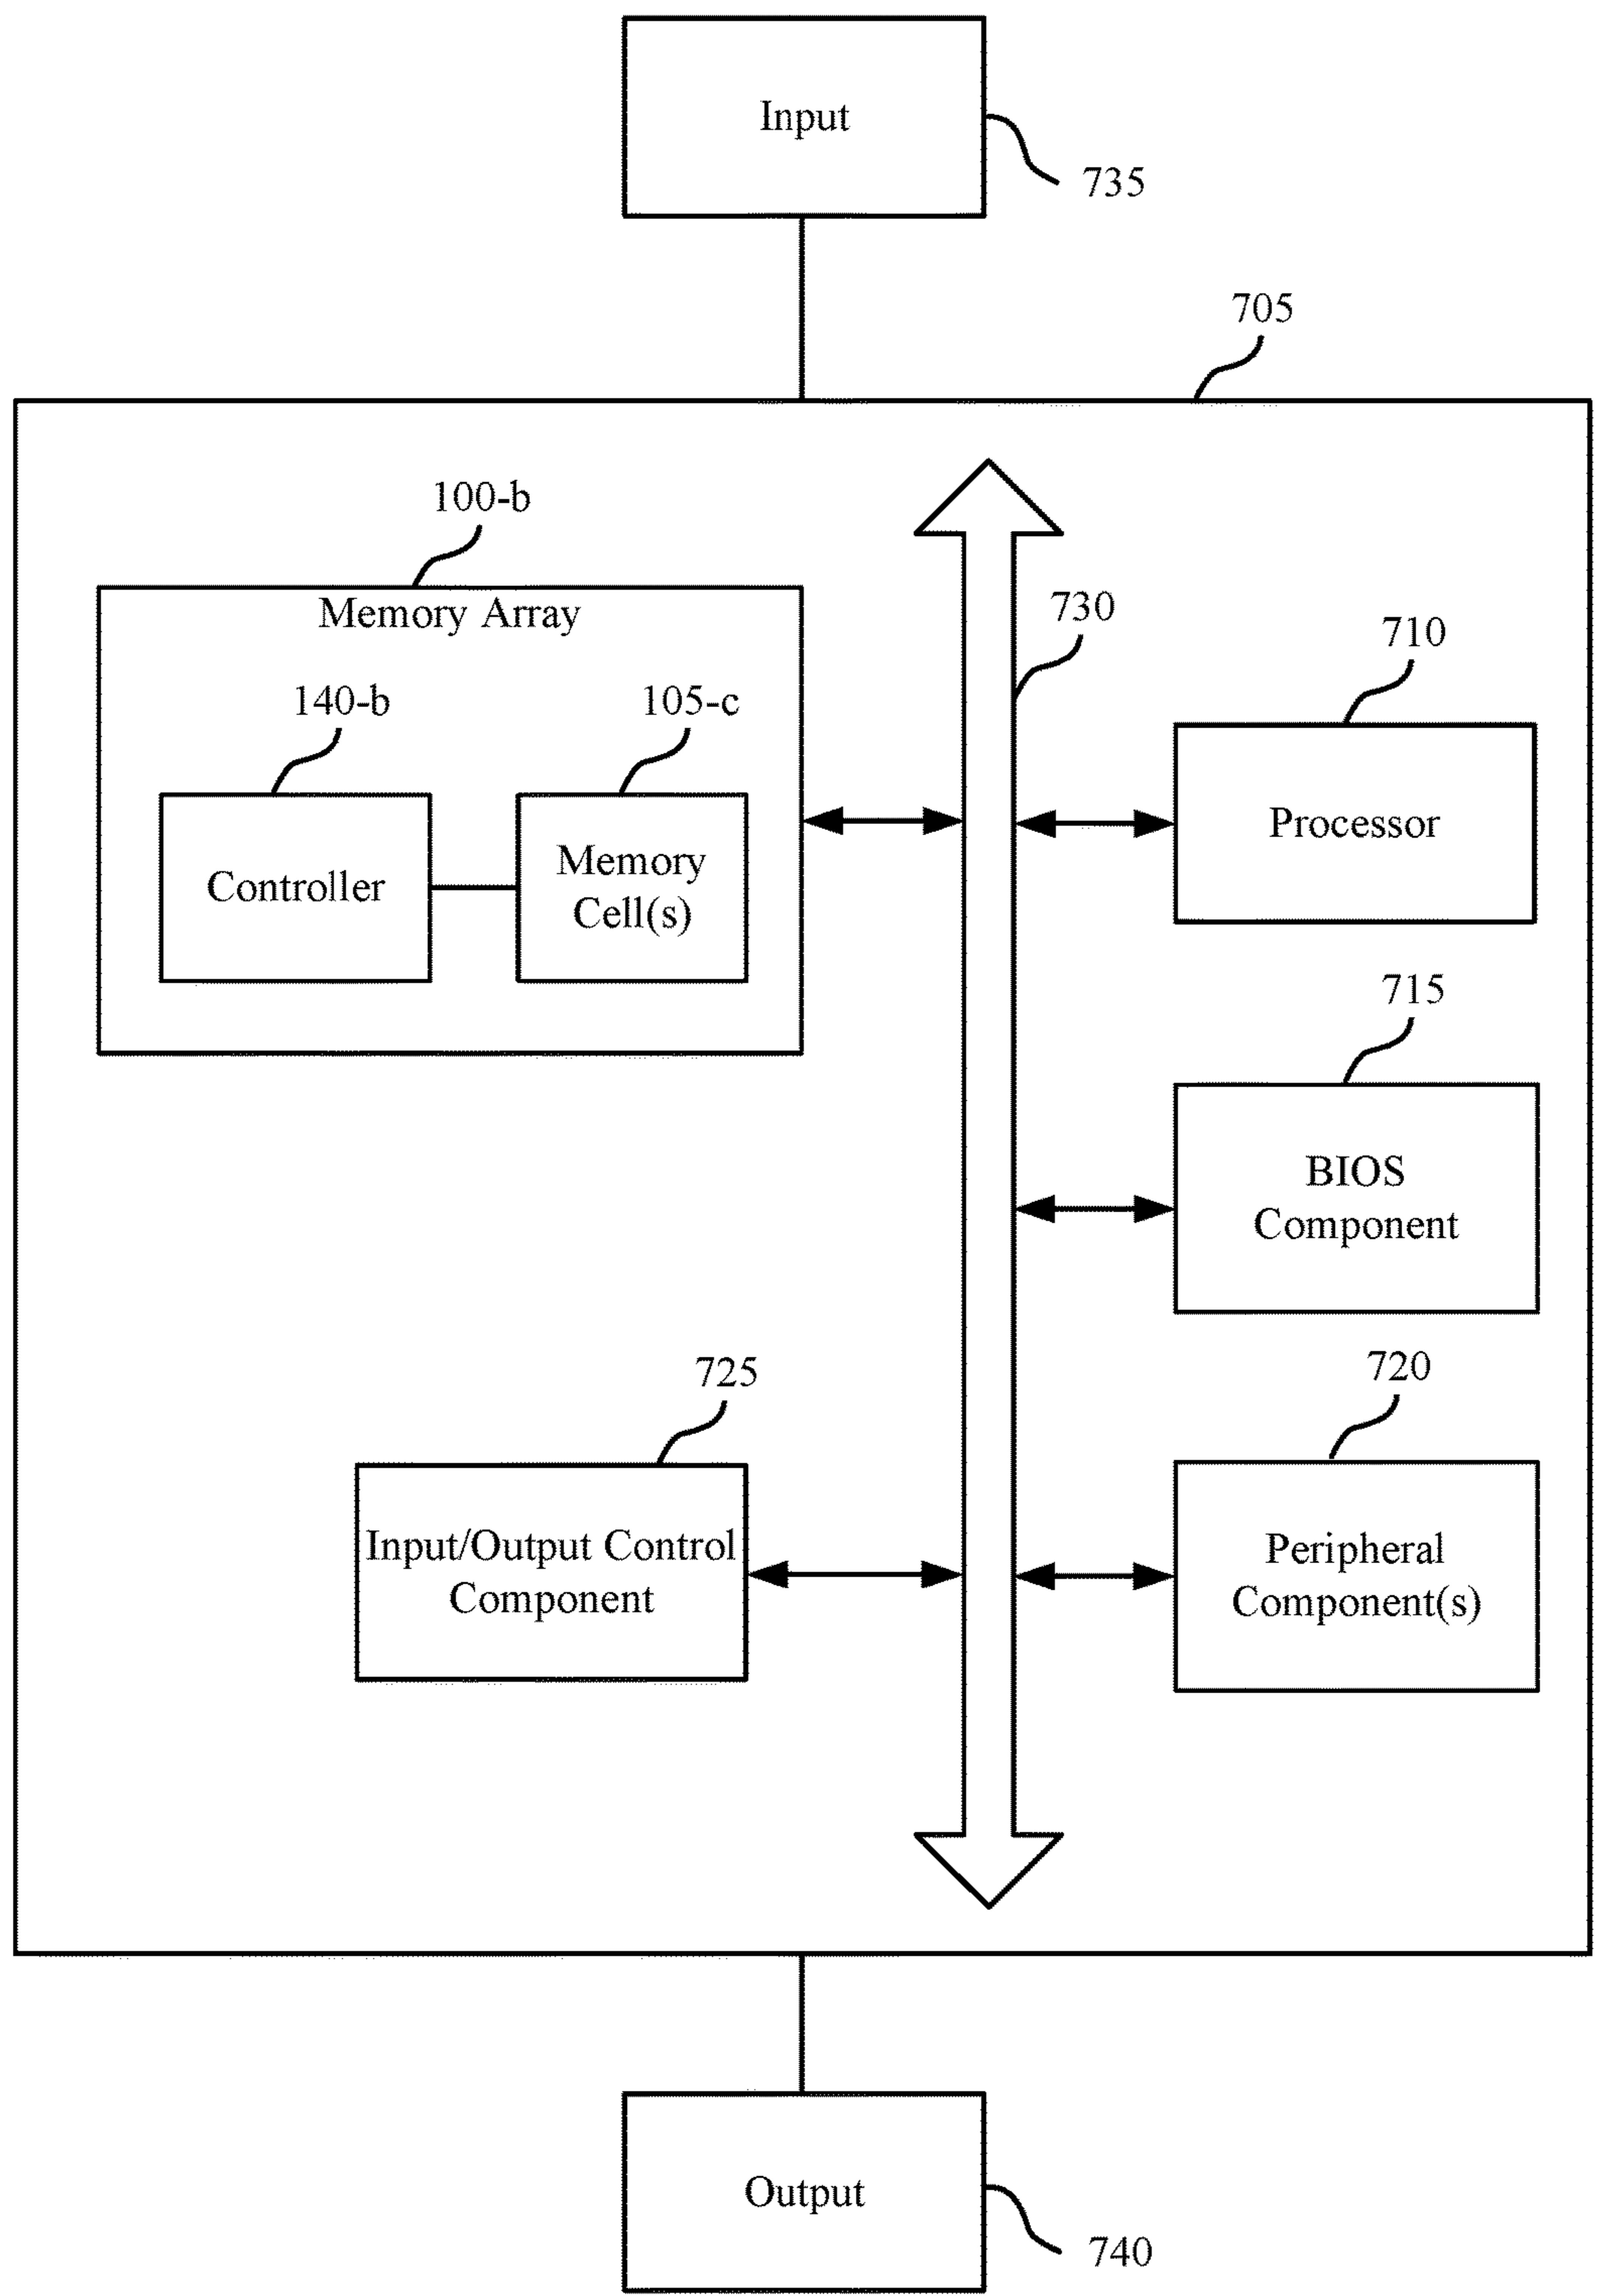 Input
735
705
100-b
Memory Array
140-b
105-c
Controller
Memory
Cell(s)
730
710
Processor
715
BIOS
Component
725
Input/Output Control
Component
720
Peripheral
Component(s)
Output
740